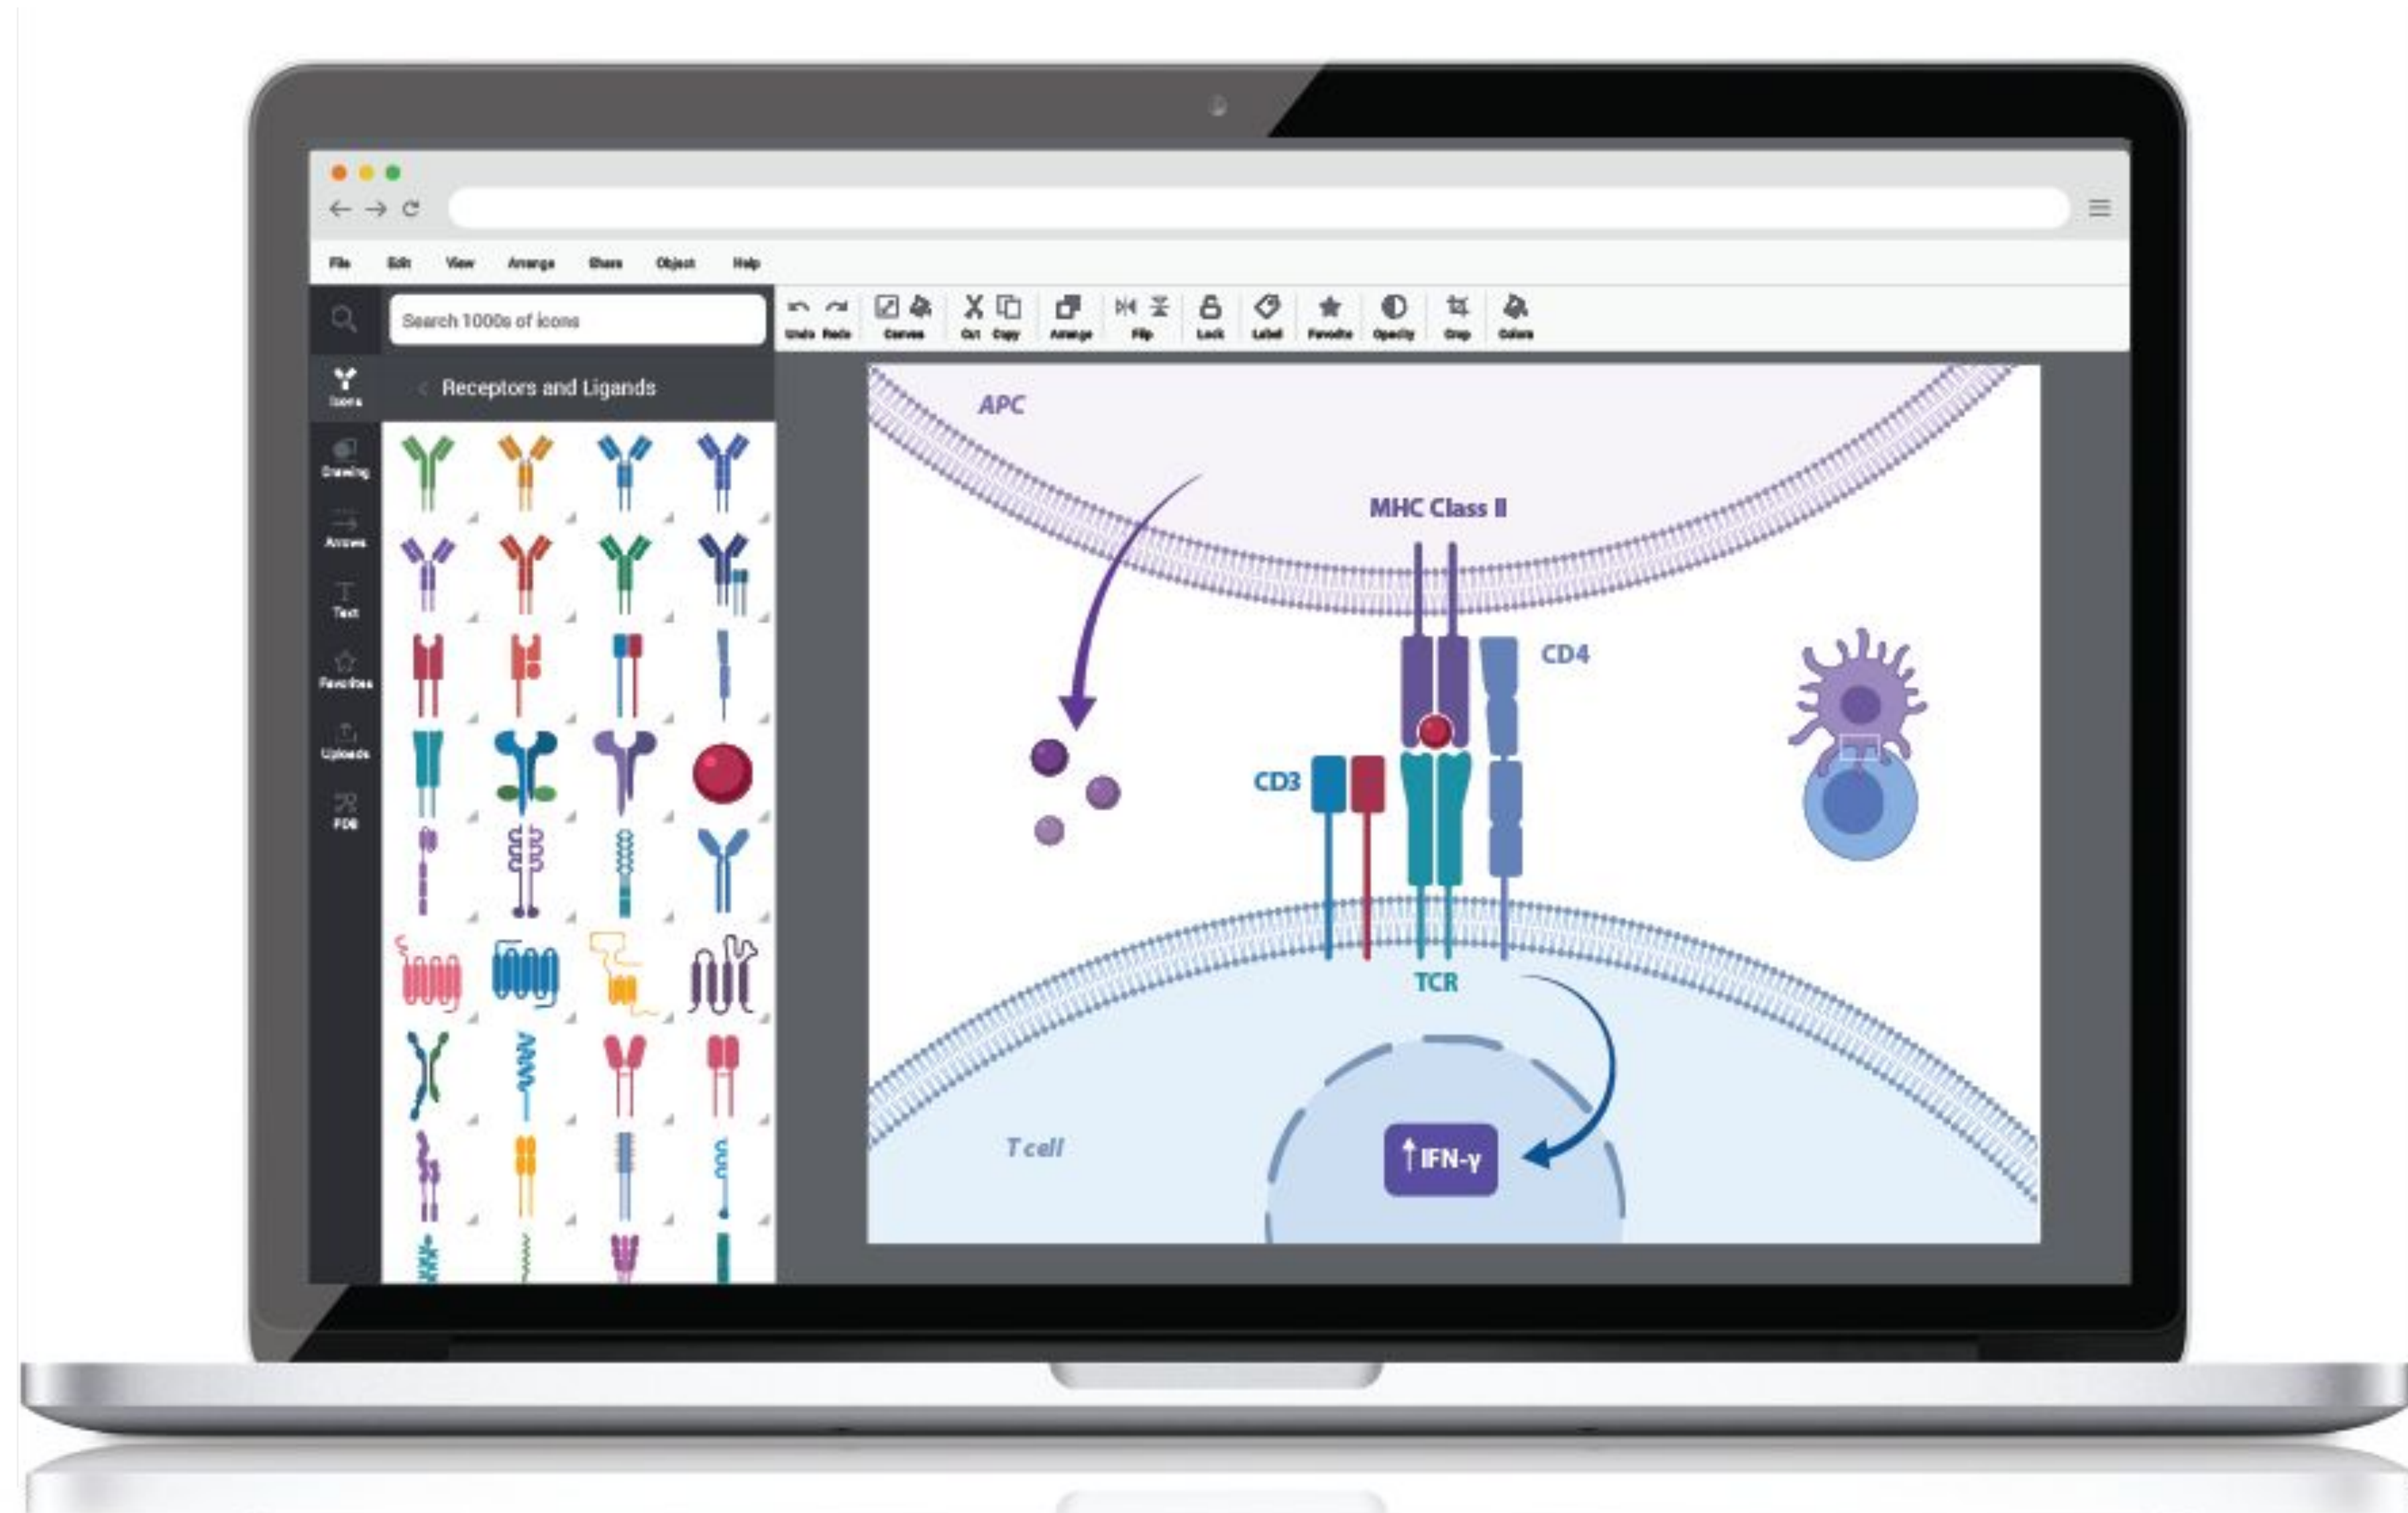 File Edit View Arrange Share Object Help
Search 1000s of icons
Undo Redo Canvas Cut Copy Arrange Flip Lock Label Favorite Opacity Crop Colors
Icons
Receptors and Ligands
Drawing
Arrows
Text
Favorites
Uploads
PDB
APC
MHC Class II
CD4
CD3
TCR
T cell
↑IFN-γ